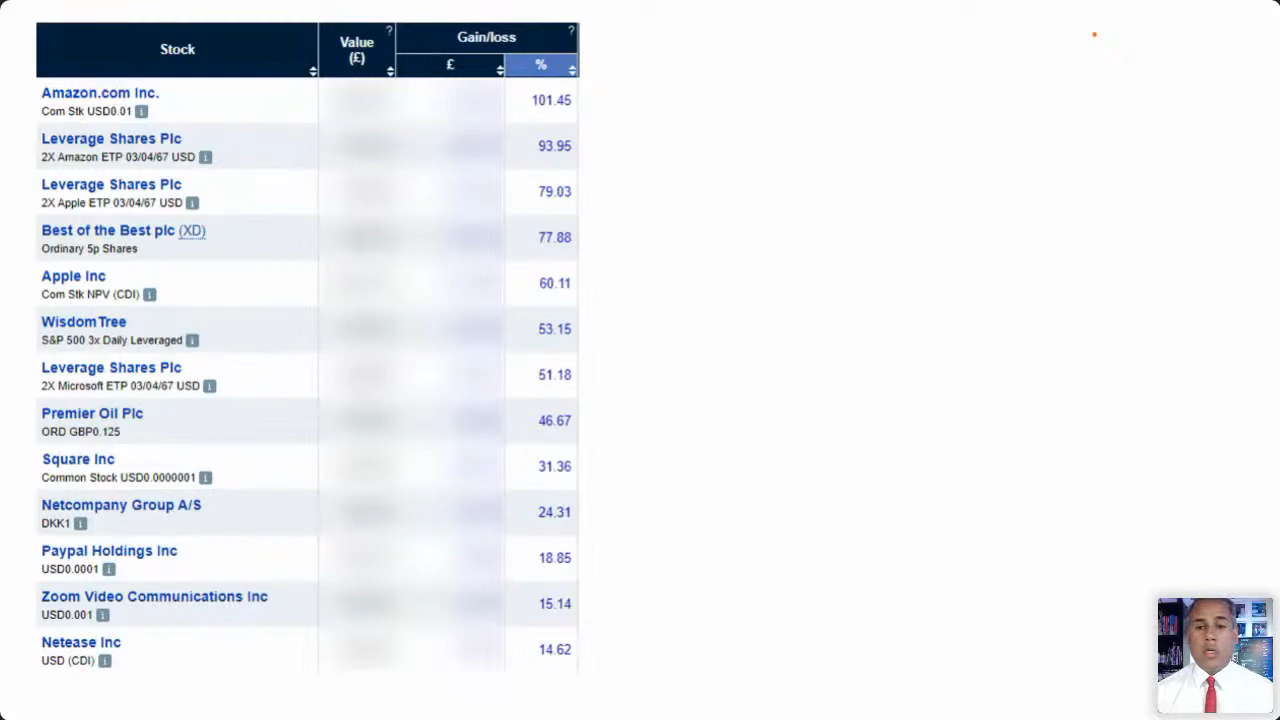 Stock
Value
(£)
?
Gain/loss
?
£
%
Amazon.com Inc.
Com Stk USD0.01 i
101.45
Leverage Shares Plc
2X Amazon ETP 03/04/67 USD i
93.95
Leverage Shares Plc
2X Apple ETP 03/04/67 USD i
79.03
Best of the Best plc (XD)
Ordinary 5p Shares
77.88
Apple Inc
Com Stk NPV (CDI) i
60.11
WisdomTree
S&P 500 3x Daily Leveraged i
53.15
Leverage Shares Plc
2X Microsoft ETP 03/04/67 USD i
51.18
Premier Oil Plc
ORD GBP0.125
46.67
Square Inc
Common Stock USD0.0000001 i
31.36
Netcompany Group A/S
DKK1 i
24.31
Paypal Holdings Inc
USD0.0001 i
18.85
Zoom Video Communications Inc
USD0.001 i
15.14
Netease Inc
USD (CDI) i
14.62